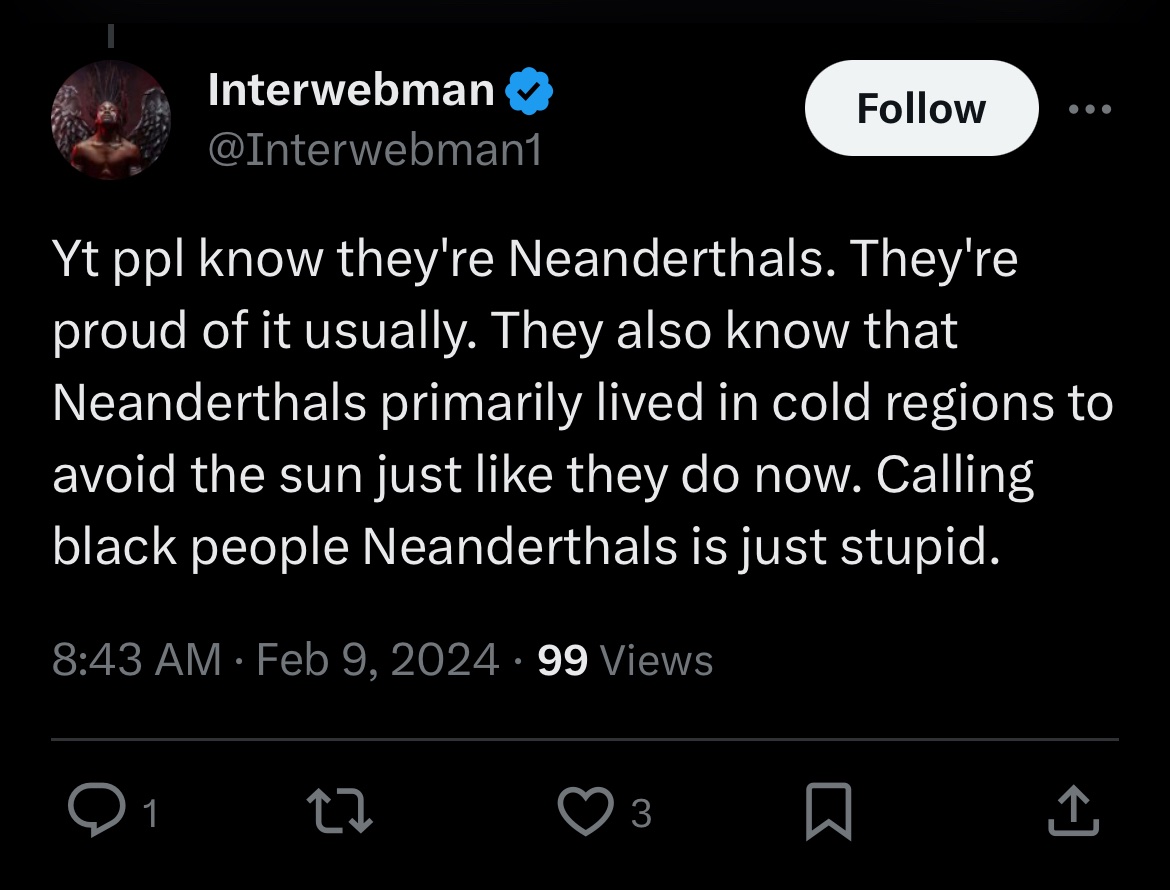 Interwebman
@Interwebman1
Follow
Yt ppl know they're Neanderthals. They're
proud of it usually. They also know that
Neanderthals primarily lived in cold regions to
avoid the sun just like they do now. Calling
black people Neanderthals is just stupid.
8:43 AM · Feb 9, 2024 · 99 Views
1
3